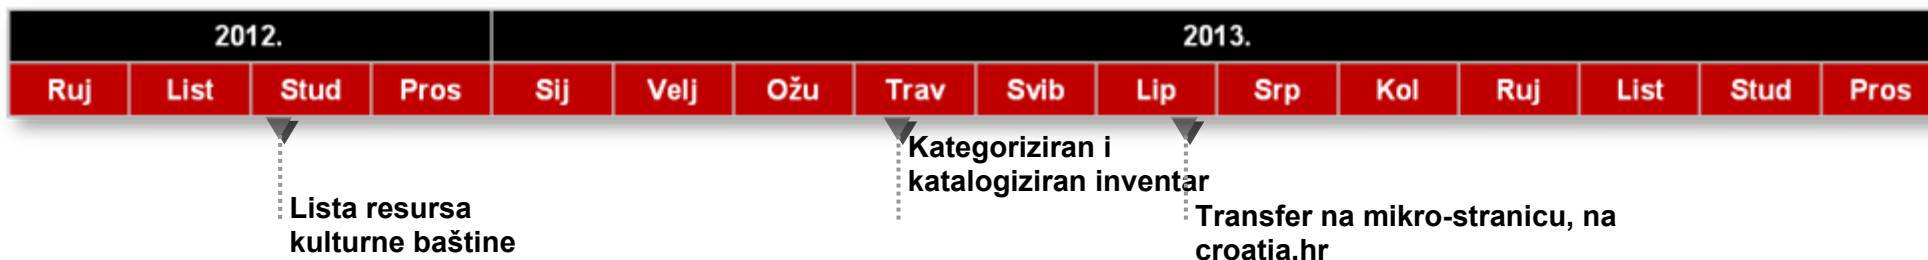 2012. 2013.
Ruj List Stud Pros Sij Velj Ožu Trav Svib Lip Srp Kol Ruj List Stud Pros
Kategoriziran i
katalogiziran inventar
Lista resursa
kulturne baštine
Transfer na mikro-stranicu, na
croatia.hr